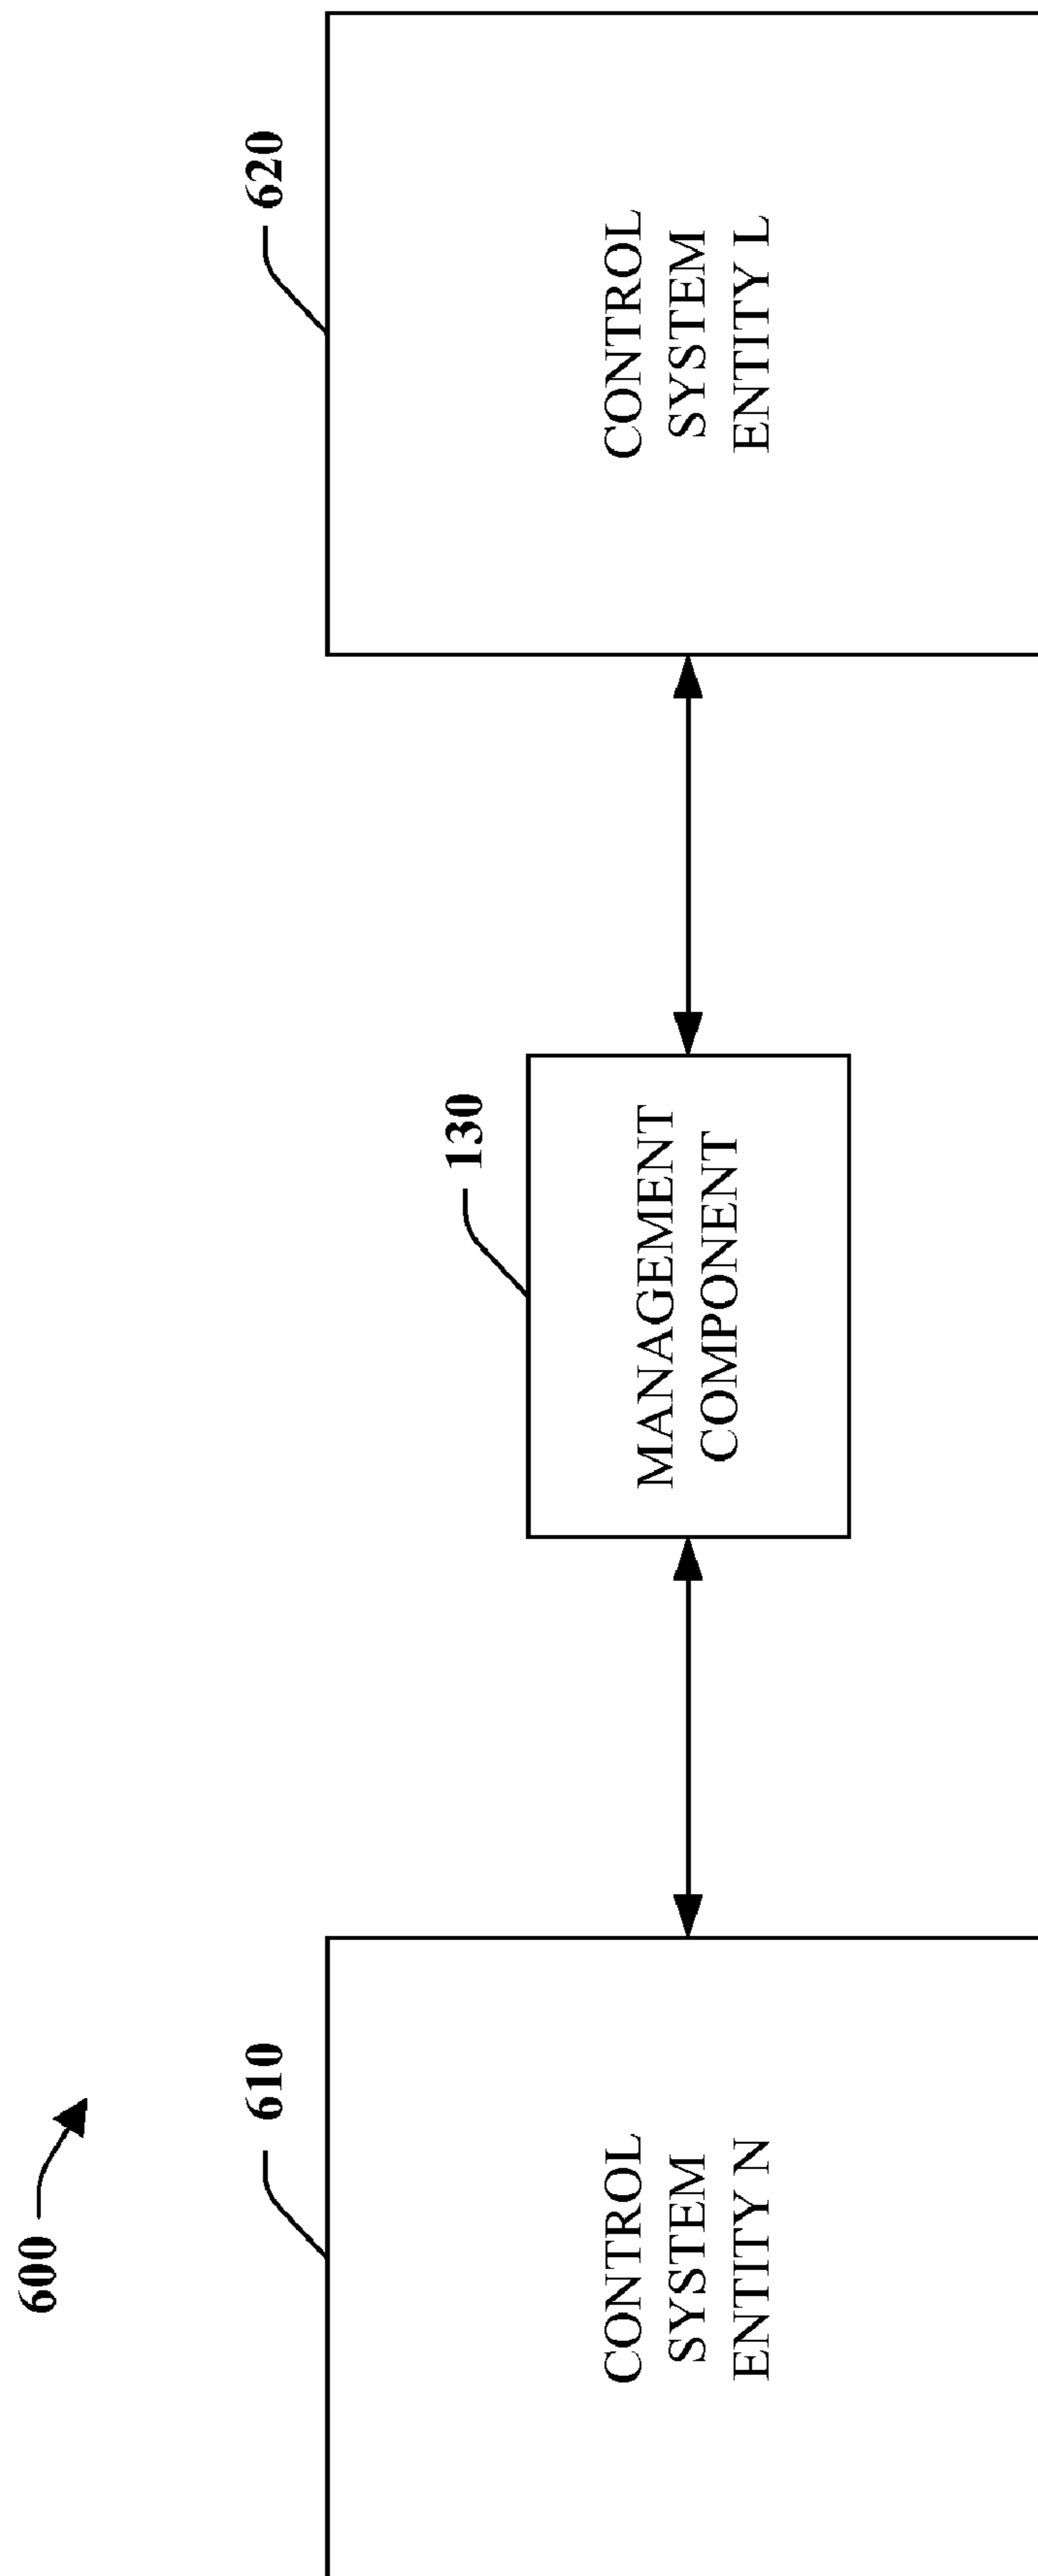 600
610
CONTROL
SYSTEM
ENTITY N
130
MANAGEMENT
COMPONENT
620
CONTROL
SYSTEM
ENTITY L